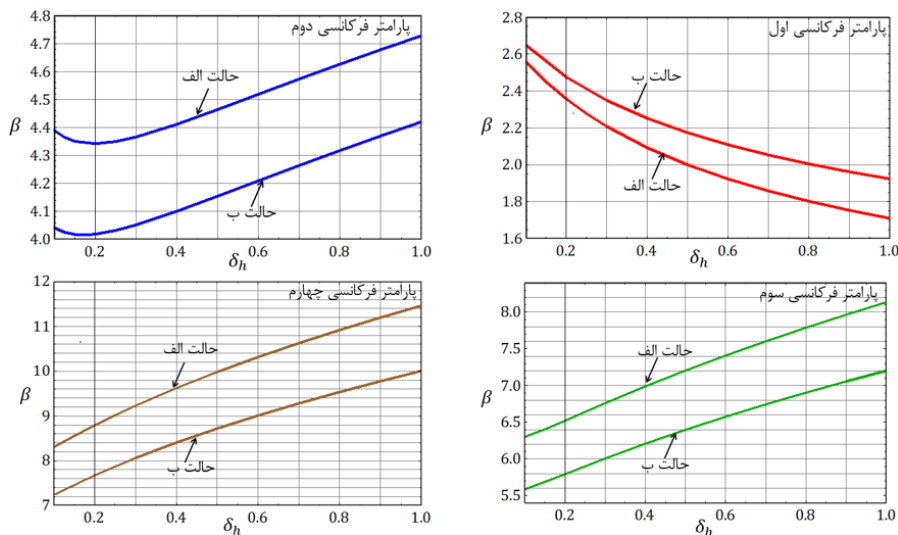 پارامتر فرکانسی دوم
4.8
4.7
4.6
4.5
4.4
4.3
4.2
4.1
4.0
β
حالت الف
حالت ب
0.2 0.4 0.6 0.8 1.0
δh
پارامتر فرکانسی اول
2.8
2.6
2.4
2.2
2.0
1.8
1.6
β
حالت ب
حالت الف
0.2 0.4 0.6 0.8 1.0
δh
پارامتر فرکانسی چهارم
12
11
10
9
8
7
β
حالت الف
حالت ب
0.2 0.4 0.6 0.8 1.0
δh
پارامتر فرکانسی سوم
8.0
7.5
7.0
6.5
6.0
5.5
β
حالت الف
حالت ب
0.2 0.4 0.6 0.8 1.0
δh